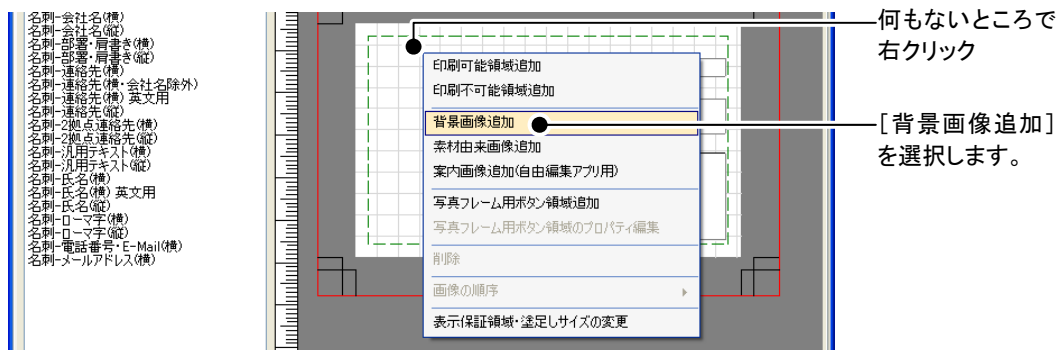 名刺-会社名(横)
名刺-会社名(縦)
名刺-部署・肩書き(横)
名刺-部署・肩書き(縦)
名刺-連絡先(横)
名刺-連絡先(横・会社名除外)
名刺-連絡先(横) 英文用
名刺-連絡先(縦)
名刺-2拠点連絡先(横)
名刺-2拠点連絡先(縦)
名刺-汎用テキスト(横)
名刺-汎用テキスト(縦)
名刺-氏名(横)
名刺-氏名(横) 英文用
名刺-氏名(縦)
名刺-ローマ字(横)
名刺-ローマ字(縦)
名刺-電話番号・E-Mail(横)
名刺-メールアドレス(横)
印刷可能領域追加
印刷不可能領域追加
背景画像追加
素材由来画像追加
案内画像追加(自由編集アプリ用)
写真フレーム用ボタン領域追加
写真フレーム用ボタン領域のプロパティ編集
削除
画像の順序
表示保証領域・塗足しサイズの変更
何もないところで
右クリック
[背景画像追加]
を選択します。